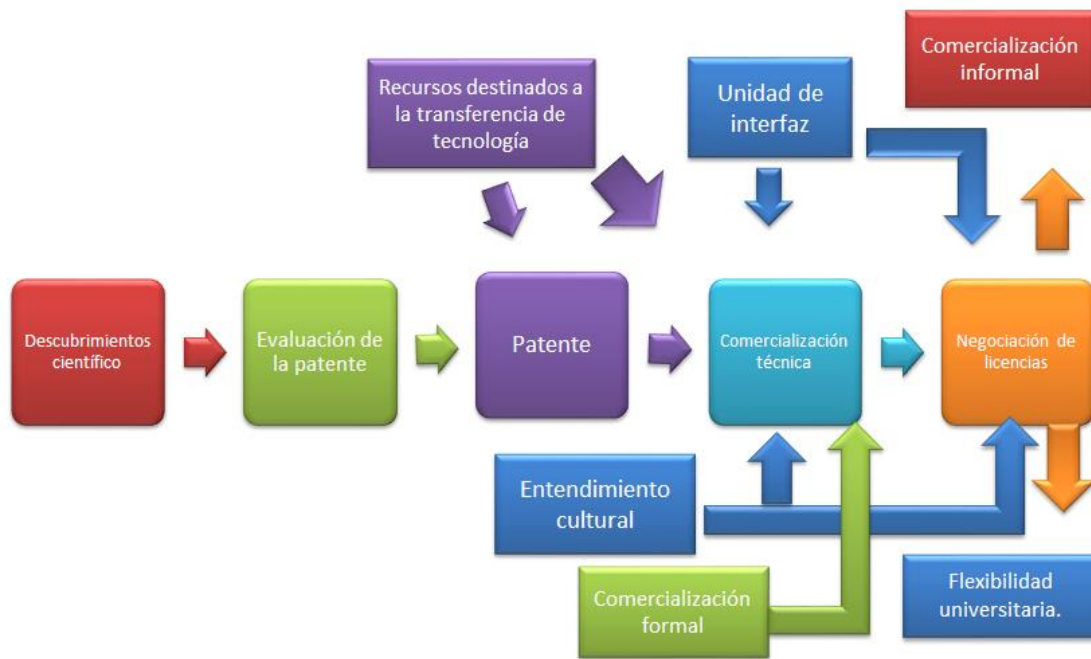 Comercialización
informal
Recursos destinados a
la transferencia de
tecnología
Unidad de
interfaz
Descubrimientos
científico
Evaluación de
la patente
Patente
Comercialización
técnica
Negociación de
licencias
Entendimiento
cultural
Comercialización
formal
Flexibilidad
universitaria.